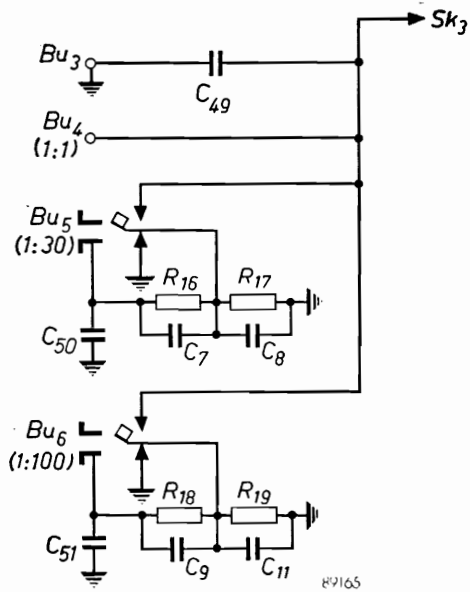 Sk3
Bu3
C49
Bu4
(1:1)
Bu5
(1:30)
R16 R17
C50
C7 C8
Bu6
(1:100)
R18 R19
C51
C9 C11
89165